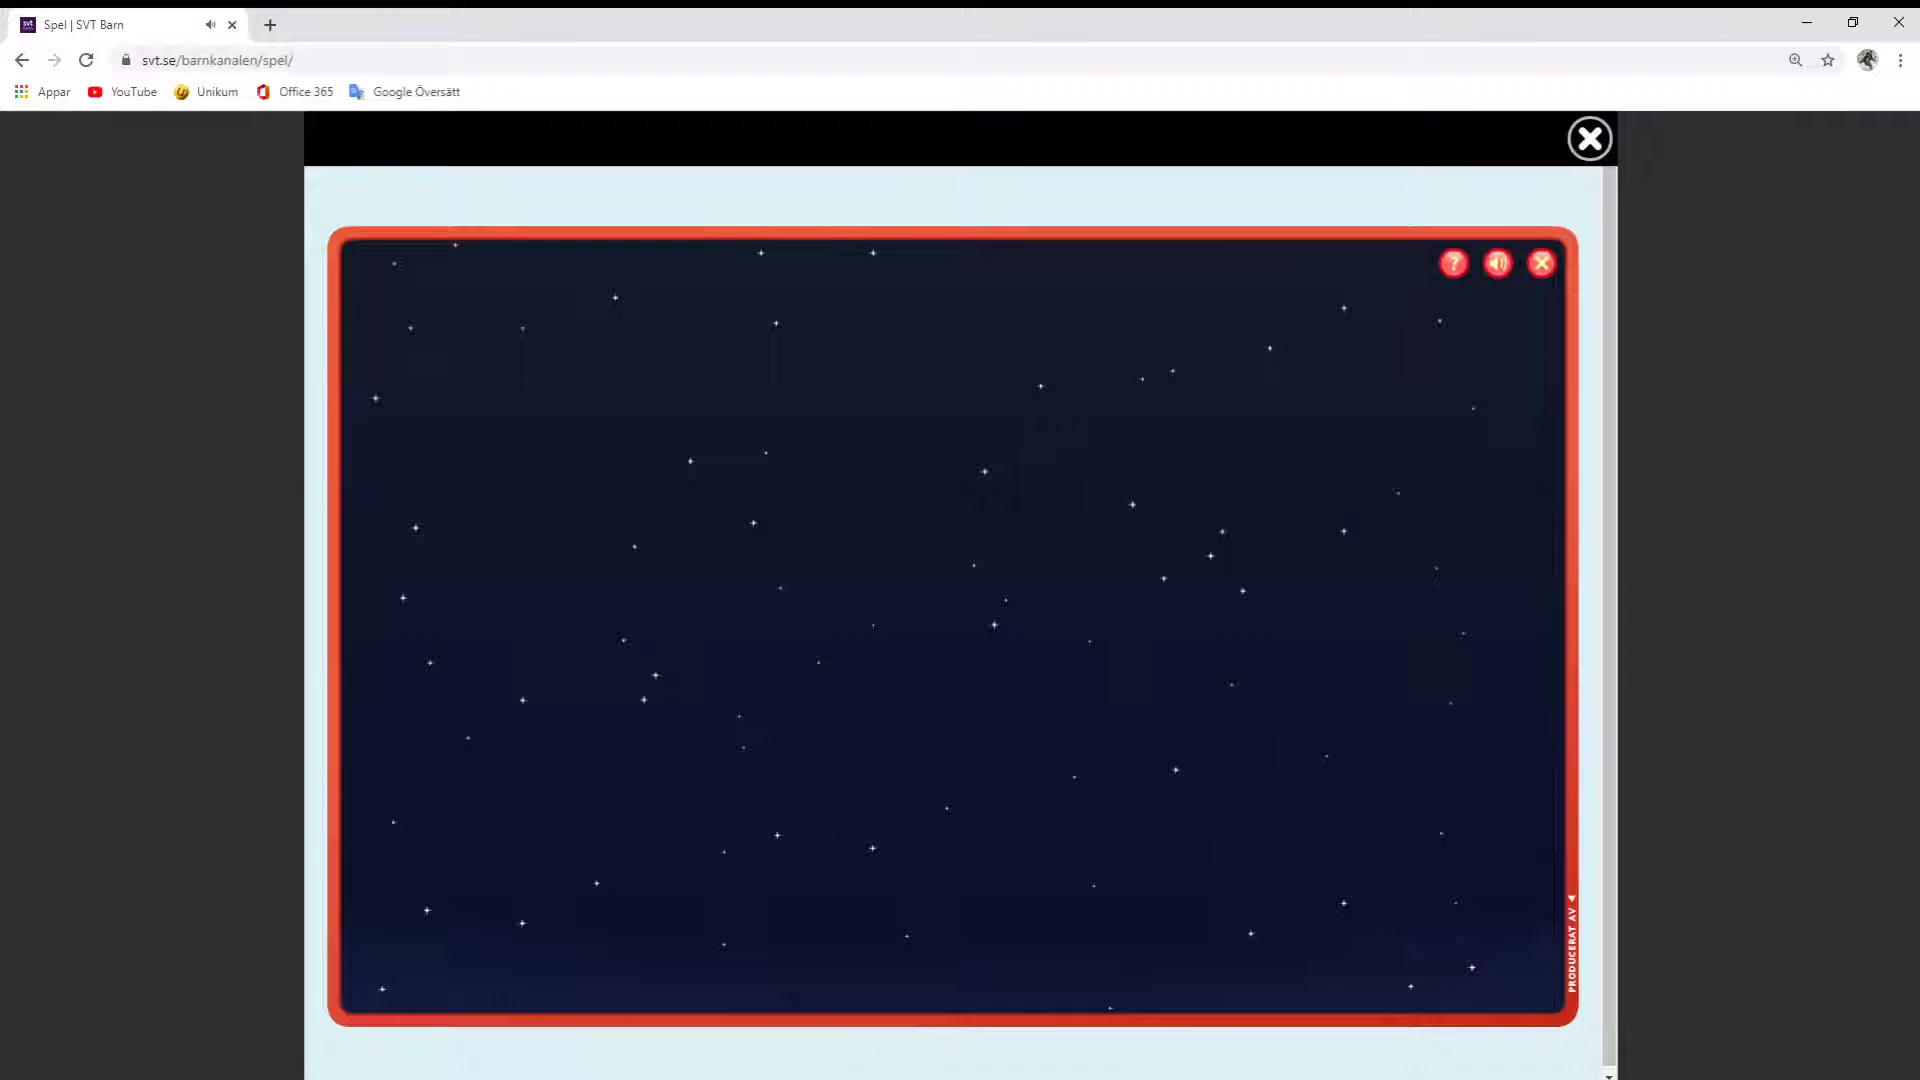 Spel | SVT Barn
svt.se/barnkanalen/spel/
Appar YouTube Unikum Office 365 Google Översätt
?
PRODUCERAT AV